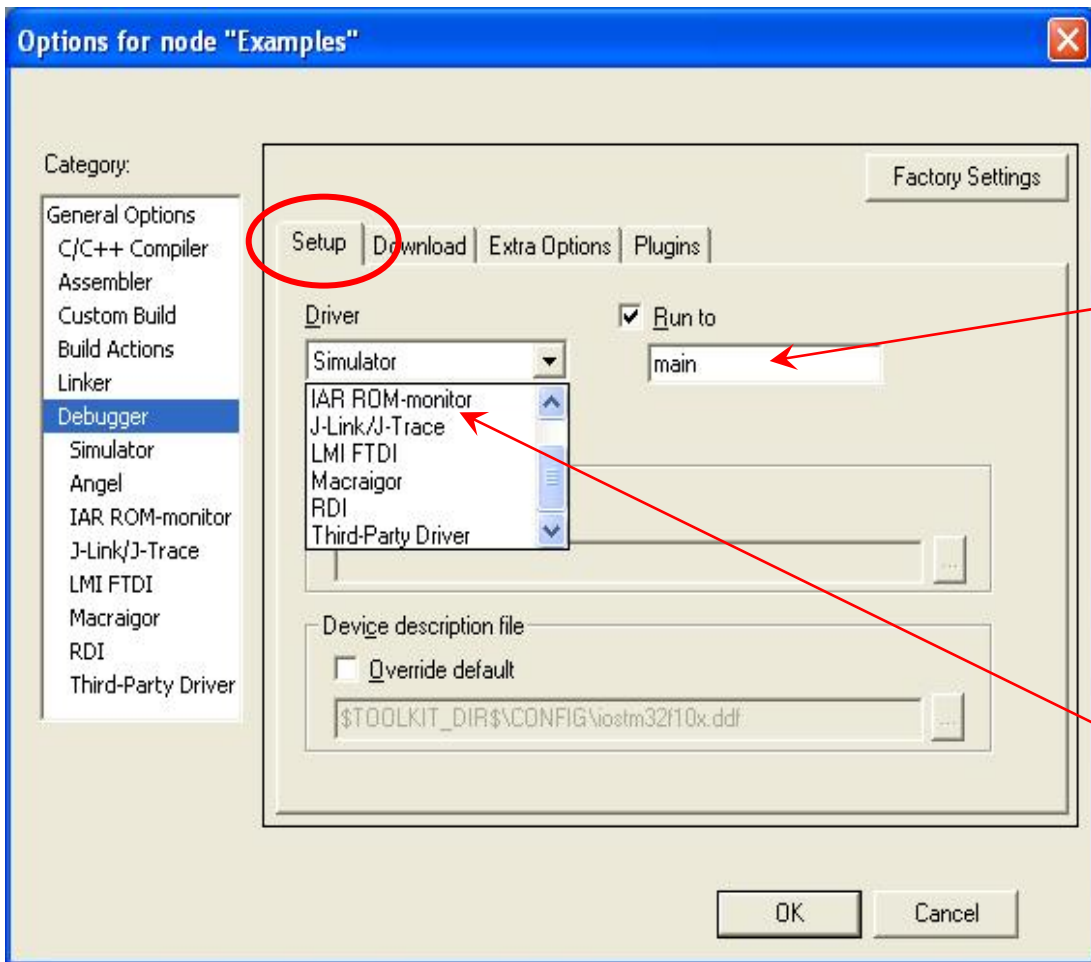 Options for node "Examples"
Category:
General Options
C/C++ Compiler
Assembler
Custom Build
Build Actions
Linker
Debugger
Simulator
Angel
IAR ROM-monitor
J-Link/J-Trace
LMI FTDI
Macraigor
RDI
Third-Party Driver
Factory Settings
Setup
Download
Extra Options
Plugins
Driver
Simulator
IAR ROM-monitor
J-Link/J-Trace
LMI FTDI
Macraigor
RDI
Third-Party Driver
Run to
main
...
Device description file
Override default
$TOOLKIT_DIR$\CONFIG\iostm32f10x.ddf
...
OK
Cancel